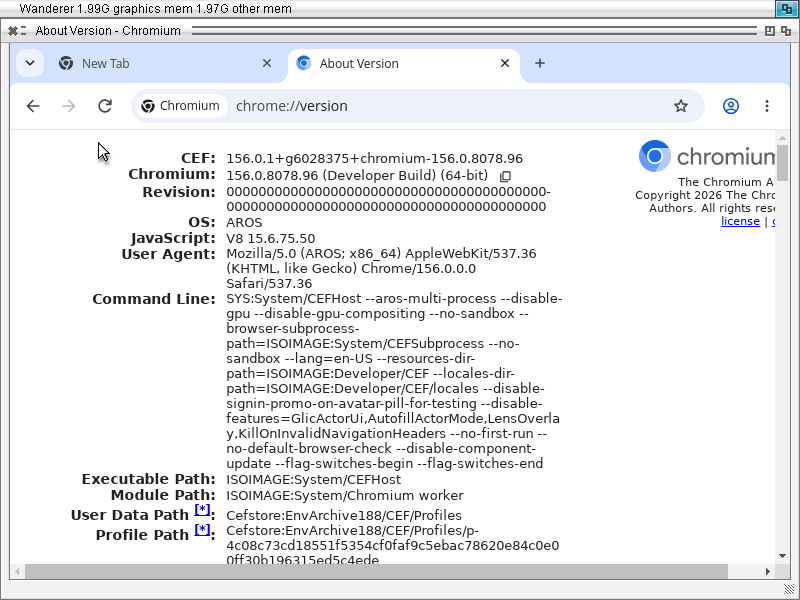 Wanderer 1.99G graphics mem 1.97G other mem
About Version - Chromium
New Tab
About Version
Chromium
chrome://version
chromium
The Chromium A
Copyright 2026 The Chro
Authors. All rights rese
license |
CEF: 156.0.1+g6028375+chromium-156.0.8078.96
Chromium: 156.0.8078.96 (Developer Build) (64-bit)
Revision: 00000000000000000000000000000000000000-
00000000000000000000000000000000000000
OS: AROS
JavaScript: V8 15.6.75.50
User Agent: Mozilla/5.0 (AROS; x86_64) AppleWebKit/537.36
(KHTML, like Gecko) Chrome/156.0.0.0
Safari/537.36
Command Line: SYS:System/CEFHost --aros-multi-process --disable-
gpu --disable-gpu-compositing --no-sandbox --
browser-subprocess-
path=ISOIMAGE:System/CEFSubprocess --no-
sandbox --lang=en-US --resources-dir-
path=ISOIMAGE:Developer/CEF --locales-dir-
path=ISOIMAGE:Developer/CEF/locales --disable-
signin-promo-on-avatar-pill-for-testing --disable-
features=GlicActorUi,AutofillActorMode,LensOverla
y,KillOnInvalidNavigationHeaders --no-first-run --
no-default-browser-check --disable-component-
update --flag-switches-begin --flag-switches-end
Executable Path: ISOIMAGE:System/CEFHost
Module Path: ISOIMAGE:System/Chromium worker
User Data Path [*]: Cefstore:EnvArchive188/CEF/Profiles
Profile Path [*]: Cefstore:EnvArchive188/CEF/Profiles/p-
4c08c73cd18551f5354cf0faf9c5ebac78620e84c0e0
0ff30b196315ed5c4ede